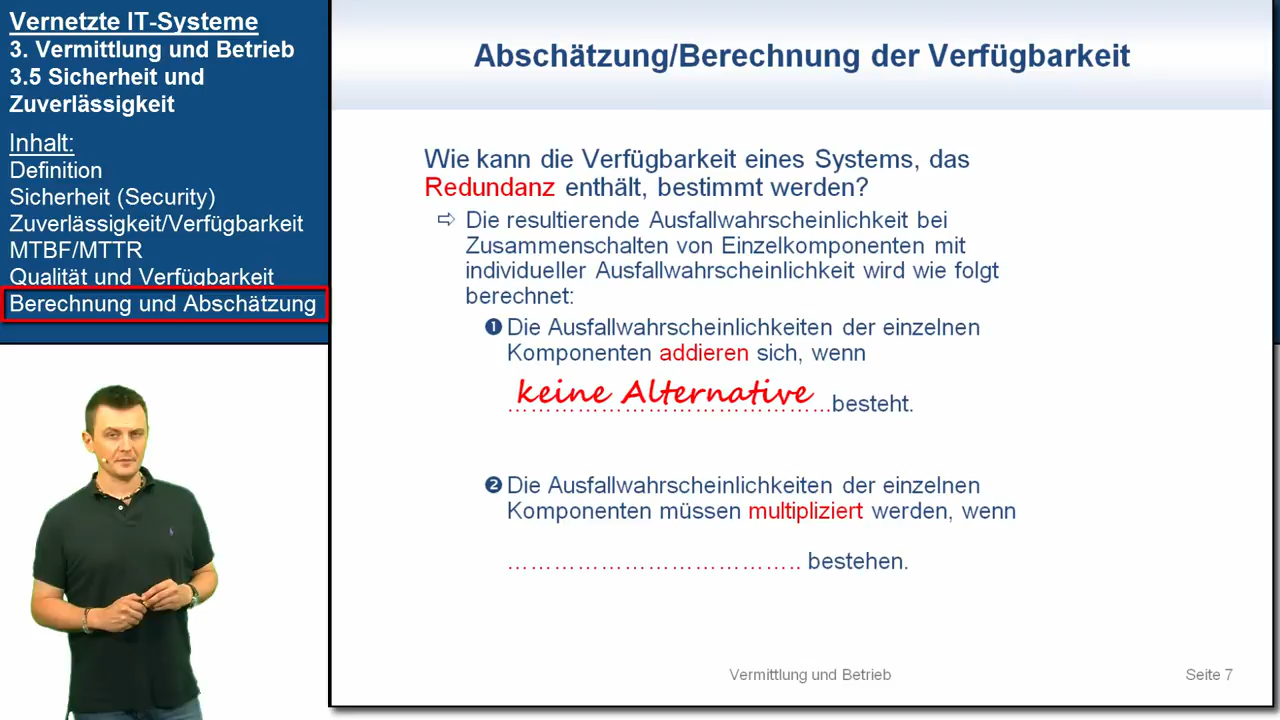 Vernetzte IT-Systeme
3. Vermittlung und Betrieb
3.5 Sicherheit und
Zuverlässigkeit
Inhalt:
Definition
Sicherheit (Security)
Zuverlässigkeit/Verfügbarkeit
MTBF/MTTR
Qualität und Verfügbarkeit
Berechnung und Abschätzung
Abschätzung/Berechnung der Verfügbarkeit
Wie kann die Verfügbarkeit eines Systems, das
Redundanz enthält, bestimmt werden?
⇨ Die resultierende Ausfallwahrscheinlichkeit bei
Zusammenschalten von Einzelkomponenten mit
individueller Ausfallwahrscheinlichkeit wird wie folgt
berechnet:
❶ Die Ausfallwahrscheinlichkeiten der einzelnen
Komponenten addieren sich, wenn
keine Alternative
…………………………………...besteht.
❷ Die Ausfallwahrscheinlichkeiten der einzelnen
Komponenten müssen multipliziert werden, wenn
……………………………….. bestehen.
Vermittlung und Betrieb
Seite 7